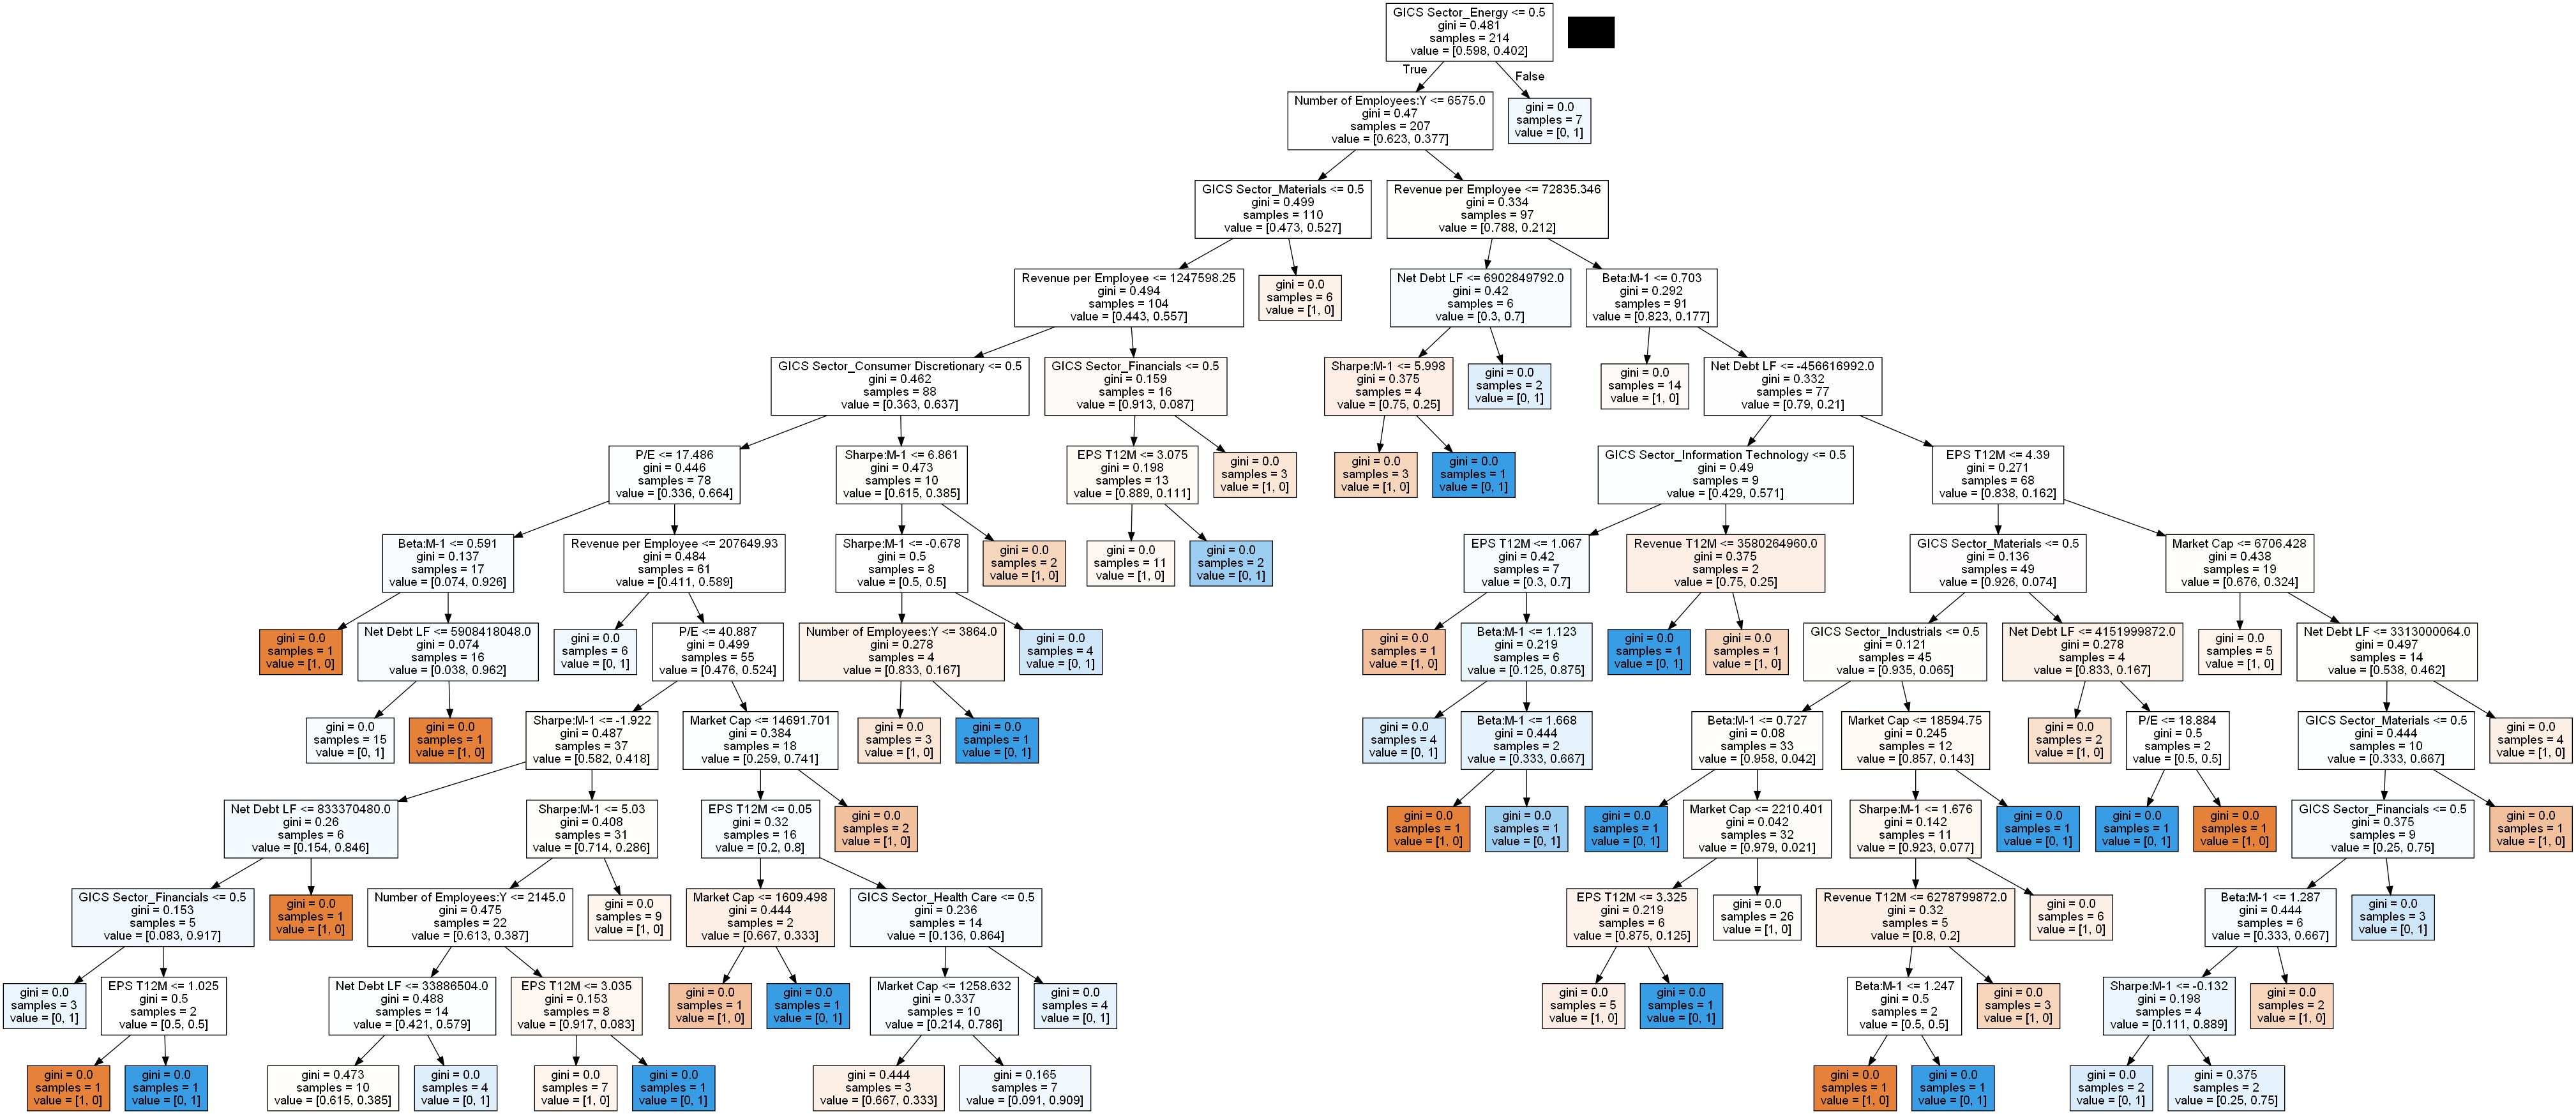 GICS Sector_Energy <= 0.5
gini = 0.481
samples = 214
value = [0.598, 0.402]
True
False
Number of Employees:Y <= 6575.0
gini = 0.47
samples = 207
value = [0.623, 0.377]
gini = 0.0
samples = 7
value = [0, 1]
GICS Sector_Materials <= 0.5
gini = 0.499
samples = 110
value = [0.473, 0.527]
Revenue per Employee <= 72835.346
gini = 0.334
samples = 97
value = [0.788, 0.212]
Revenue per Employee <= 1247598.25
gini = 0.494
samples = 104
value = [0.443, 0.557]
gini = 0.0
samples = 6
value = [1, 0]
Net Debt LF <= 6902849792.0
gini = 0.42
samples = 6
value = [0.3, 0.7]
Beta:M-1 <= 0.703
gini = 0.292
samples = 91
value = [0.823, 0.177]
GICS Sector_Consumer Discretionary <= 0.5
gini = 0.462
samples = 88
value = [0.363, 0.637]
GICS Sector_Financials <= 0.5
gini = 0.159
samples = 16
value = [0.913, 0.087]
Sharpe:M-1 <= 5.998
gini = 0.375
samples = 4
value = [0.75, 0.25]
gini = 0.0
samples = 2
value = [0, 1]
gini = 0.0
samples = 14
value = [1, 0]
Net Debt LF <= -456616992.0
gini = 0.332
samples = 77
value = [0.79, 0.21]
P/E <= 17.486
gini = 0.446
samples = 78
value = [0.336, 0.664]
Sharpe:M-1 <= 6.861
gini = 0.473
samples = 10
value = [0.615, 0.385]
EPS T12M <= 3.075
gini = 0.198
samples = 13
value = [0.889, 0.111]
gini = 0.0
samples = 3
value = [1, 0]
gini = 0.0
samples = 3
value = [1, 0]
gini = 0.0
samples = 1
value = [0, 1]
GICS Sector_Information Technology <= 0.5
gini = 0.49
samples = 9
value = [0.429, 0.571]
EPS T12M <= 4.39
gini = 0.271
samples = 68
value = [0.838, 0.162]
Beta:M-1 <= 0.591
gini = 0.137
samples = 17
value = [0.074, 0.926]
Revenue per Employee <= 207649.93
gini = 0.484
samples = 61
value = [0.411, 0.589]
Sharpe:M-1 <= -0.678
gini = 0.5
samples = 8
value = [0.5, 0.5]
gini = 0.0
samples = 2
value = [1, 0]
gini = 0.0
samples = 11
value = [1, 0]
gini = 0.0
samples = 2
value = [0, 1]
EPS T12M <= 1.067
gini = 0.42
samples = 7
value = [0.3, 0.7]
Revenue T12M <= 3580264960.0
gini = 0.375
samples = 2
value = [0.75, 0.25]
GICS Sector_Materials <= 0.5
gini = 0.136
samples = 49
value = [0.926, 0.074]
Market Cap <= 6706.428
gini = 0.438
samples = 19
value = [0.676, 0.324]
gini = 0.0
samples = 1
value = [1, 0]
Net Debt LF <= 5908418048.0
gini = 0.074
samples = 16
value = [0.038, 0.962]
gini = 0.0
samples = 6
value = [0, 1]
P/E <= 40.887
gini = 0.499
samples = 55
value = [0.476, 0.524]
Number of Employees:Y <= 3864.0
gini = 0.278
samples = 4
value = [0.833, 0.167]
gini = 0.0
samples = 4
value = [0, 1]
gini = 0.0
samples = 1
value = [1, 0]
Beta:M-1 <= 1.123
gini = 0.219
samples = 6
value = [0.125, 0.875]
gini = 0.0
samples = 1
value = [0, 1]
gini = 0.0
samples = 1
value = [1, 0]
GICS Sector_Industrials <= 0.5
gini = 0.121
samples = 45
value = [0.935, 0.065]
Net Debt LF <= 4151999872.0
gini = 0.278
samples = 4
value = [0.833, 0.167]
gini = 0.0
samples = 5
value = [1, 0]
Net Debt LF <= 3313000064.0
gini = 0.497
samples = 14
value = [0.538, 0.462]
gini = 0.0
samples = 15
value = [0, 1]
gini = 0.0
samples = 1
value = [1, 0]
Sharpe:M-1 <= -1.922
gini = 0.487
samples = 37
value = [0.582, 0.418]
Market Cap <= 14691.701
gini = 0.384
samples = 18
value = [0.259, 0.741]
gini = 0.0
samples = 3
value = [1, 0]
gini = 0.0
samples = 1
value = [0, 1]
gini = 0.0
samples = 4
value = [0, 1]
Beta:M-1 <= 1.668
gini = 0.444
samples = 2
value = [0.333, 0.667]
Beta:M-1 <= 0.727
gini = 0.08
samples = 33
value = [0.958, 0.042]
Market Cap <= 18594.75
gini = 0.245
samples = 12
value = [0.857, 0.143]
gini = 0.0
samples = 2
value = [1, 0]
P/E <= 18.884
gini = 0.5
samples = 2
value = [0.5, 0.5]
GICS Sector_Materials <= 0.5
gini = 0.444
samples = 10
value = [0.333, 0.667]
gini = 0.0
samples = 4
value = [1, 0]
Net Debt LF <= 833370480.0
gini = 0.26
samples = 6
value = [0.154, 0.846]
Sharpe:M-1 <= 5.03
gini = 0.408
samples = 31
value = [0.714, 0.286]
EPS T12M <= 0.05
gini = 0.32
samples = 16
value = [0.2, 0.8]
gini = 0.0
samples = 2
value = [1, 0]
gini = 0.0
samples = 1
value = [1, 0]
gini = 0.0
samples = 1
value = [0, 1]
gini = 0.0
samples = 1
value = [0, 1]
Market Cap <= 2210.401
gini = 0.042
samples = 32
value = [0.979, 0.021]
Sharpe:M-1 <= 1.676
gini = 0.142
samples = 11
value = [0.923, 0.077]
gini = 0.0
samples = 1
value = [0, 1]
gini = 0.0
samples = 1
value = [0, 1]
gini = 0.0
samples = 1
value = [1, 0]
GICS Sector_Financials <= 0.5
gini = 0.375
samples = 9
value = [0.25, 0.75]
gini = 0.0
samples = 1
value = [1, 0]
GICS Sector_Financials <= 0.5
gini = 0.153
samples = 5
value = [0.083, 0.917]
gini = 0.0
samples = 1
value = [1, 0]
Number of Employees:Y <= 2145.0
gini = 0.475
samples = 22
value = [0.613, 0.387]
gini = 0.0
samples = 9
value = [1, 0]
Market Cap <= 1609.498
gini = 0.444
samples = 2
value = [0.667, 0.333]
GICS Sector_Health Care <= 0.5
gini = 0.236
samples = 14
value = [0.136, 0.864]
EPS T12M <= 3.325
gini = 0.219
samples = 6
value = [0.875, 0.125]
gini = 0.0
samples = 26
value = [1, 0]
Revenue T12M <= 6278799872.0
gini = 0.32
samples = 5
value = [0.8, 0.2]
gini = 0.0
samples = 6
value = [1, 0]
Beta:M-1 <= 1.287
gini = 0.444
samples = 6
value = [0.333, 0.667]
gini = 0.0
samples = 3
value = [0, 1]
gini = 0.0
samples = 3
value = [0, 1]
EPS T12M <= 1.025
gini = 0.5
samples = 2
value = [0.5, 0.5]
Net Debt LF <= 33886504.0
gini = 0.488
samples = 14
value = [0.421, 0.579]
EPS T12M <= 3.035
gini = 0.153
samples = 8
value = [0.917, 0.083]
gini = 0.0
samples = 1
value = [1, 0]
gini = 0.0
samples = 1
value = [0, 1]
Market Cap <= 1258.632
gini = 0.337
samples = 10
value = [0.214, 0.786]
gini = 0.0
samples = 4
value = [0, 1]
gini = 0.0
samples = 5
value = [1, 0]
gini = 0.0
samples = 1
value = [0, 1]
Beta:M-1 <= 1.247
gini = 0.5
samples = 2
value = [0.5, 0.5]
gini = 0.0
samples = 3
value = [1, 0]
Sharpe:M-1 <= -0.132
gini = 0.198
samples = 4
value = [0.111, 0.889]
gini = 0.0
samples = 2
value = [1, 0]
gini = 0.0
samples = 1
value = [1, 0]
gini = 0.0
samples = 1
value = [0, 1]
gini = 0.473
samples = 10
value = [0.615, 0.385]
gini = 0.0
samples = 4
value = [0, 1]
gini = 0.0
samples = 7
value = [1, 0]
gini = 0.0
samples = 1
value = [0, 1]
gini = 0.444
samples = 3
value = [0.667, 0.333]
gini = 0.165
samples = 7
value = [0.091, 0.909]
gini = 0.0
samples = 1
value = [1, 0]
gini = 0.0
samples = 1
value = [0, 1]
gini = 0.0
samples = 2
value = [0, 1]
gini = 0.375
samples = 2
value = [0.25, 0.75]